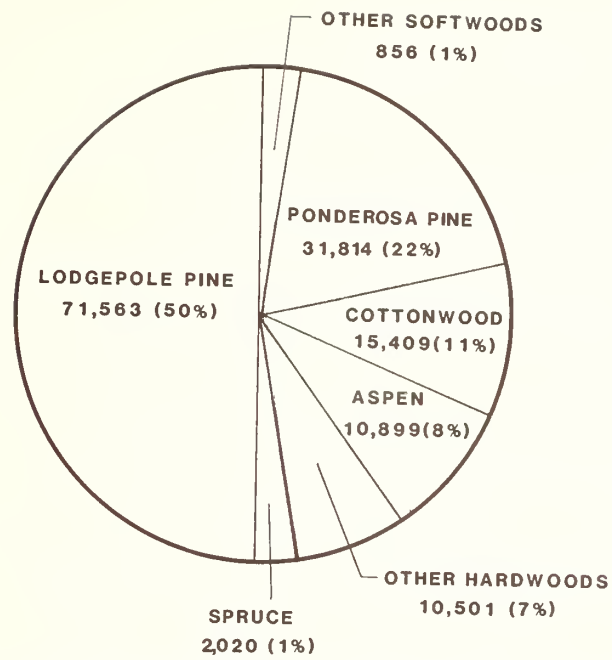 OTHER SOFTWOODS
856 (1%)
PONDEROSA PINE
31,814 (22%)
LODGEPOLE PINE
71,563 (50%)
COTTONWOOD
15,409(11%)
ASPEN
10,899(8%)
OTHER HARDWOODS
10,501 (7%)
SPRUCE
2,020 (1%)